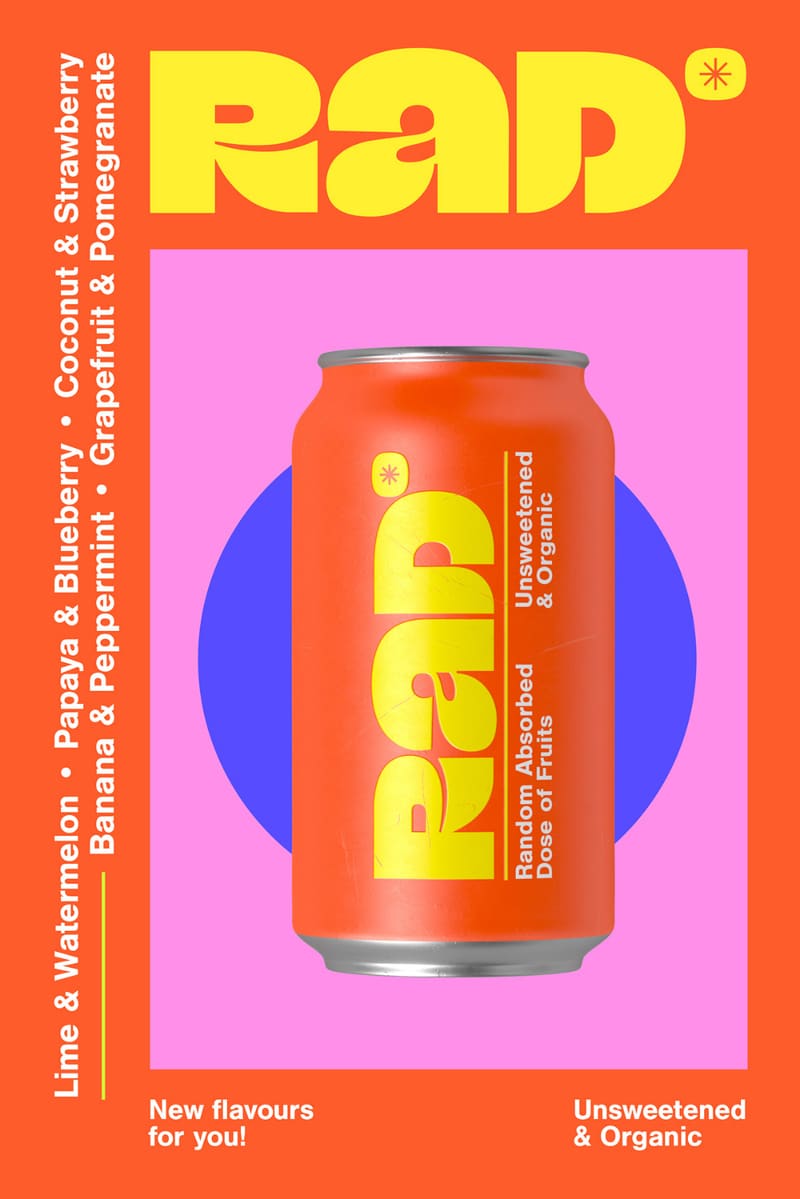 RaD
Lime & Watermelon • Papaya & Blueberry • Coconut & Strawberry
Banana & Peppermint • Grapefruit & Pomegranate
RaD
Random Absorbed
Dose of Fruits
Unsweetened
& Organic
New flavours
for you!
Unsweetened
& Organic